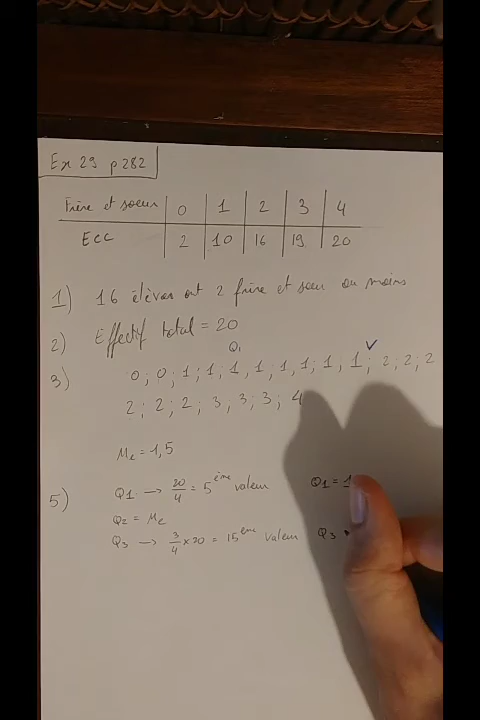 Ex 29 p282
Frère et soeur 0 1 2 3 4
ECC 2 10 16 19 20
1) 16 élèves ont 2 frère et soeur ou moins
2) Effectif total = 20
Q1
3) 0 ; 0 ; 1 ; 1 ; 1 ; 1 ; 1 ; 1 ; 1 ; 1 ; 2 ; 2 ; 2
2 ; 2 ; 2 ; 3 ; 3 ; 3 ; 4
Me = 1,5
5) Q1 → 20/4 = 5ème valeur Q1 = 1
Q2 = Me
Q3 → 3/4 × 20 = 15ème valeur Q3